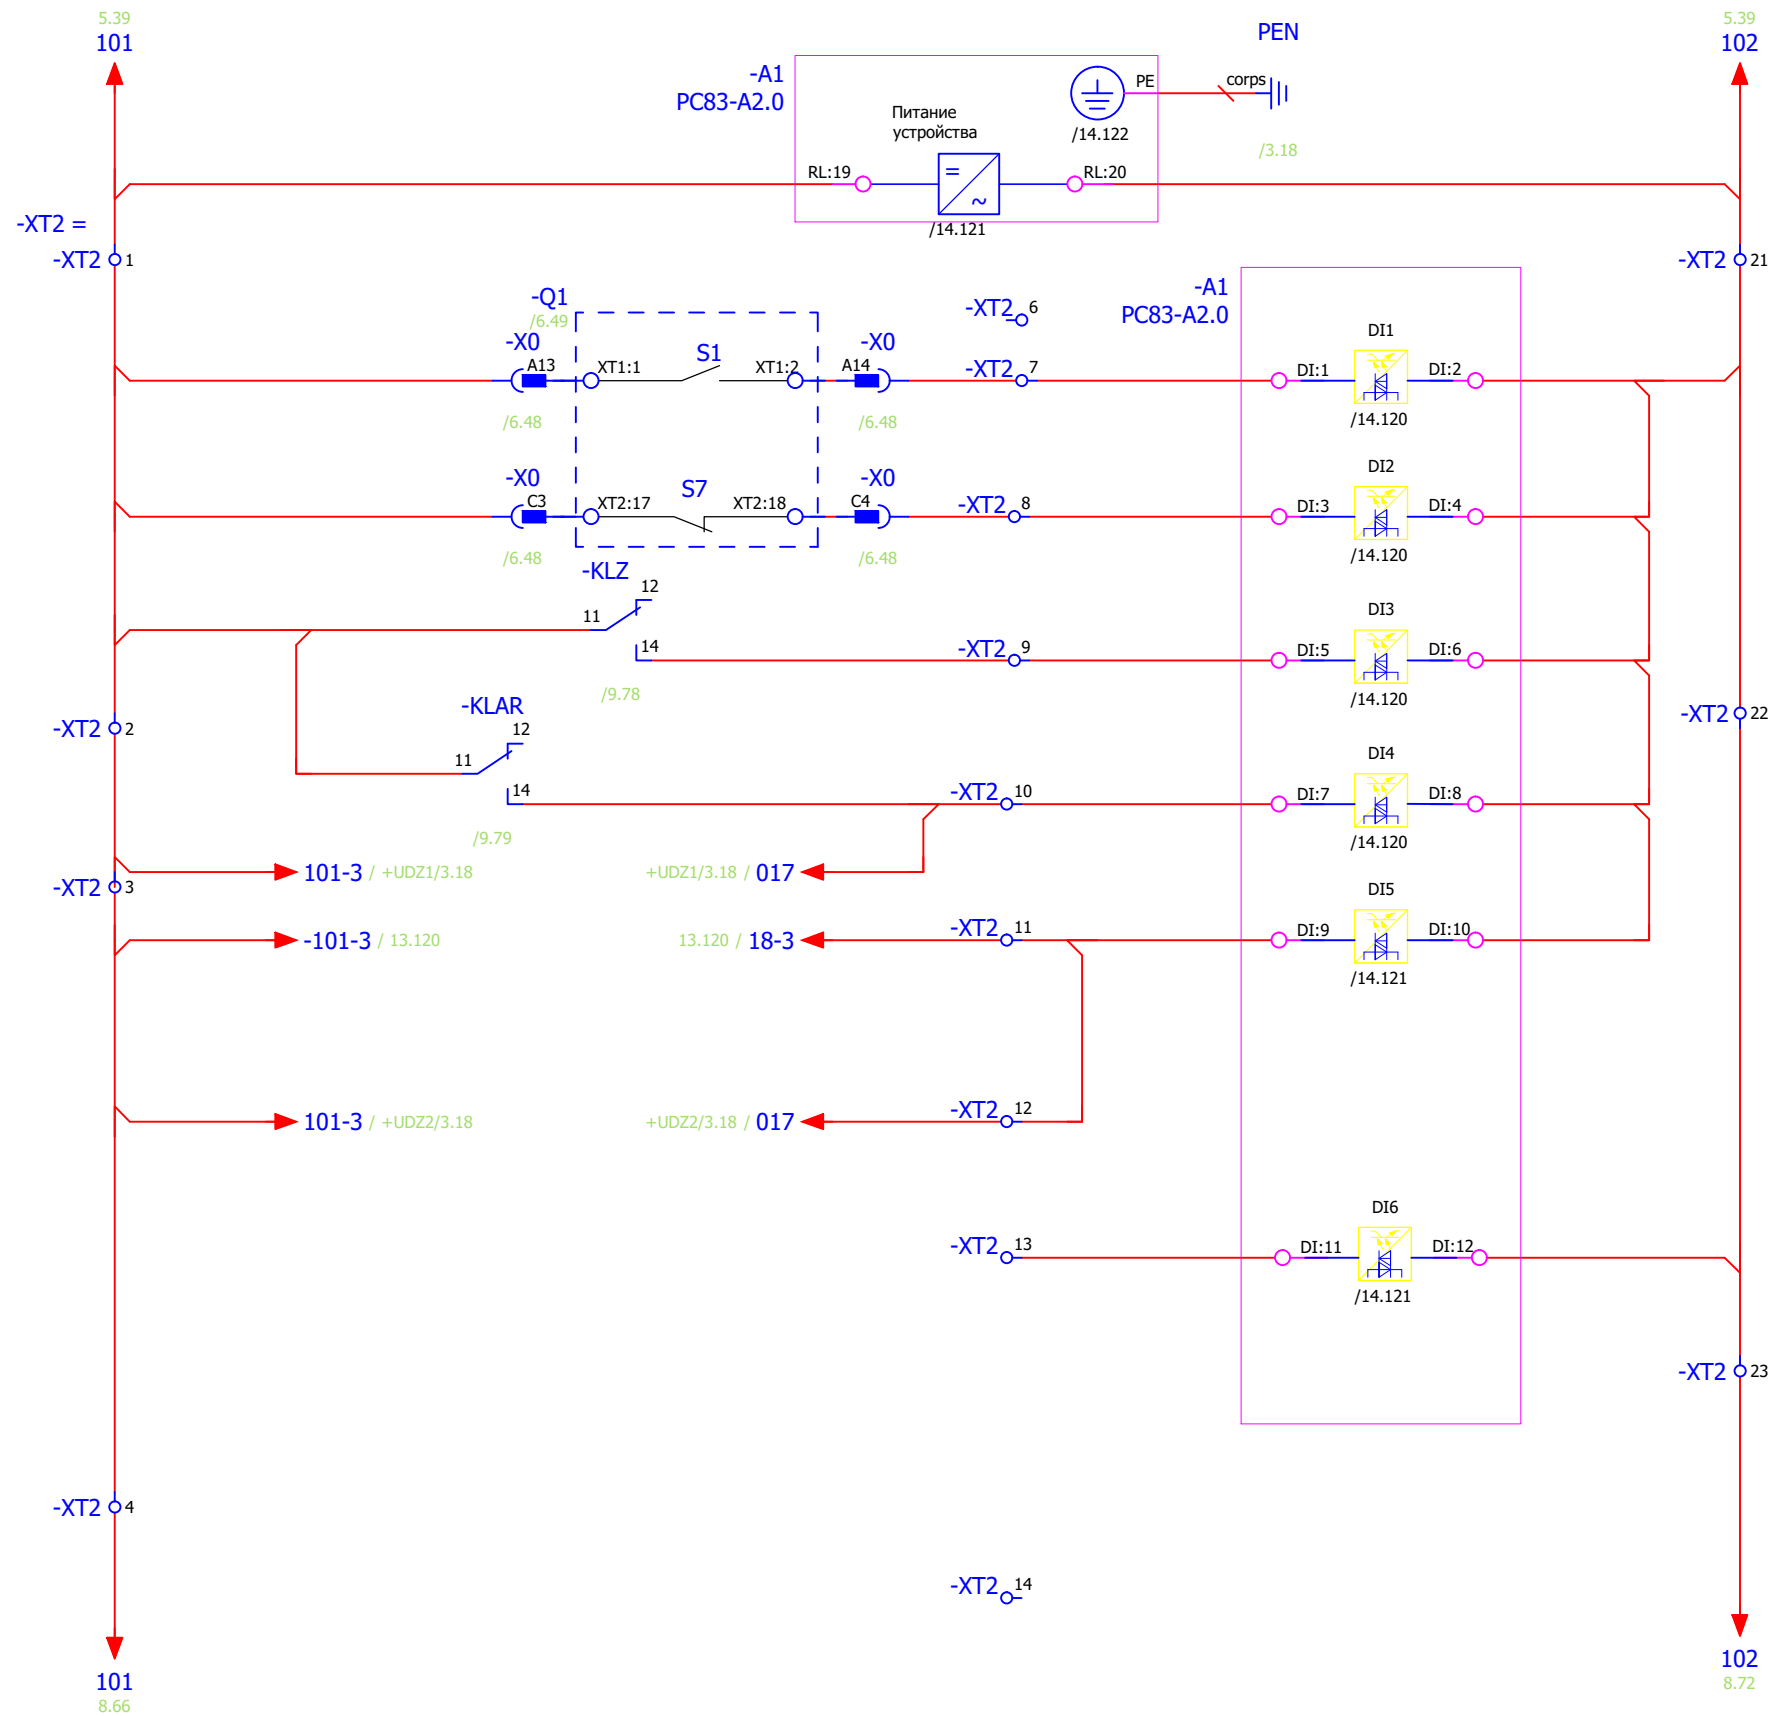 5.39
101
5.39
102
PEN
-A1
PC83-A2.0
PE
corps
/14.122
/3.18
Питание
устройства
=
~
RL:19
RL:20
/14.121
-XT2 =
-XT2 1
-XT2 21
-Q1
/6.49
-XT2 6
-A1
PC83-A2.0
DI1
-X0
A13
XT1:1
S1
XT1:2
-X0
A14
-XT2 7
DI:1
DI:2
/6.48
/6.48
/14.120
DI2
-X0
C3
XT2:17
S7
XT2:18
-X0
C4
-XT2 8
DI:3
DI:4
/6.48
/6.48
/14.120
-KLZ
12
11
14
DI3
-XT2 9
DI:5
DI:6
/9.78
/14.120
-KLAR
12
-XT2 2
-XT2 22
11
14
DI4
-XT2 10
DI:7
DI:8
/9.79
/14.120
101-3 / +UDZ1/3.18
+UDZ1/3.18 / 017
-XT2 3
DI5
-101-3 / 13.120
13.120 / 18-3
-XT2 11
DI:9
DI:10
/14.121
101-3 / +UDZ2/3.18
+UDZ2/3.18 / 017
-XT2 12
DI6
-XT2 13
DI:11
DI:12
/14.121
-XT2 23
-XT2 4
-XT2 14
101
8.66
102
8.72